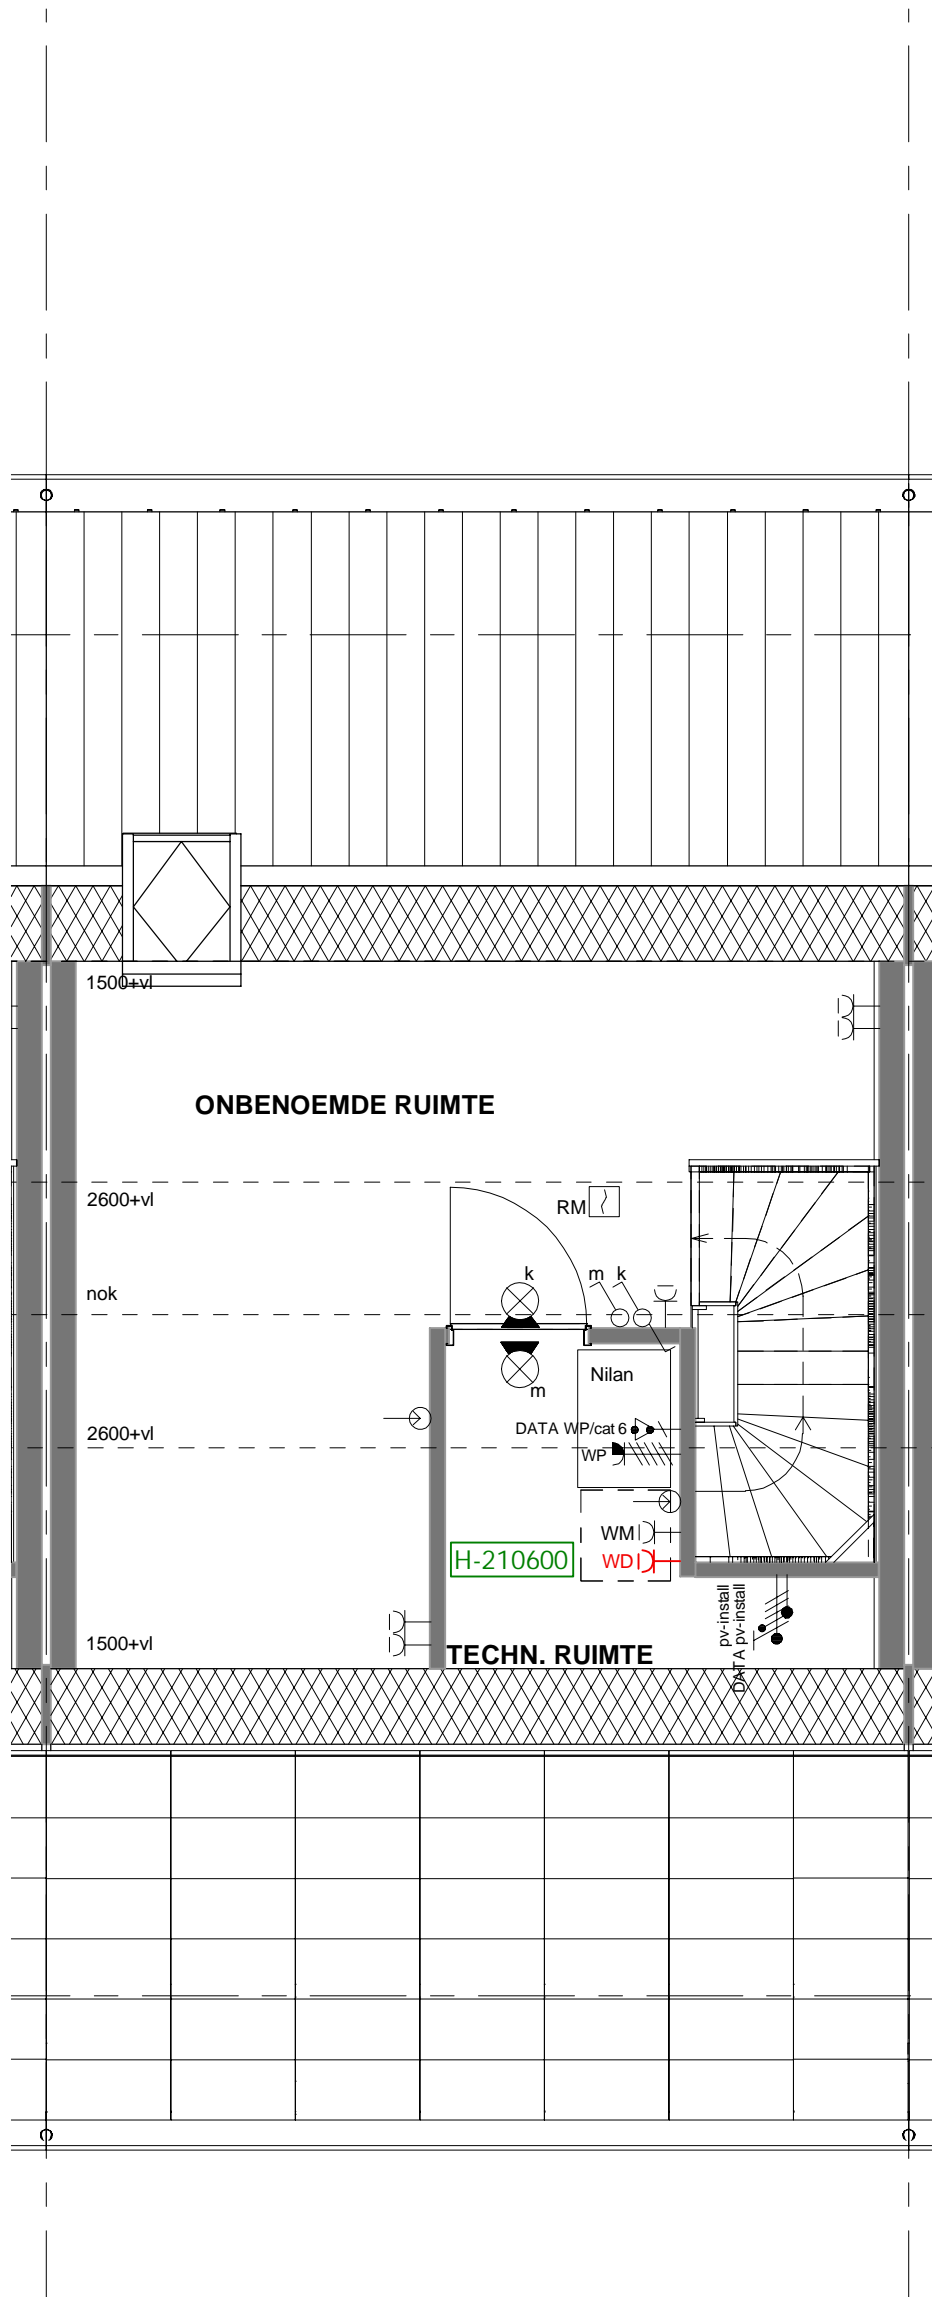 1500+vl
ONBENOEMDE RUIMTE
2600+vl
RM
k
m k
nok
Nilan
m
DATA WP/cat 6
2600+vl
WP
WM
H-210600
WD
pv-install
DATA pv-install
1500+vl
TECHN. RUIMTE